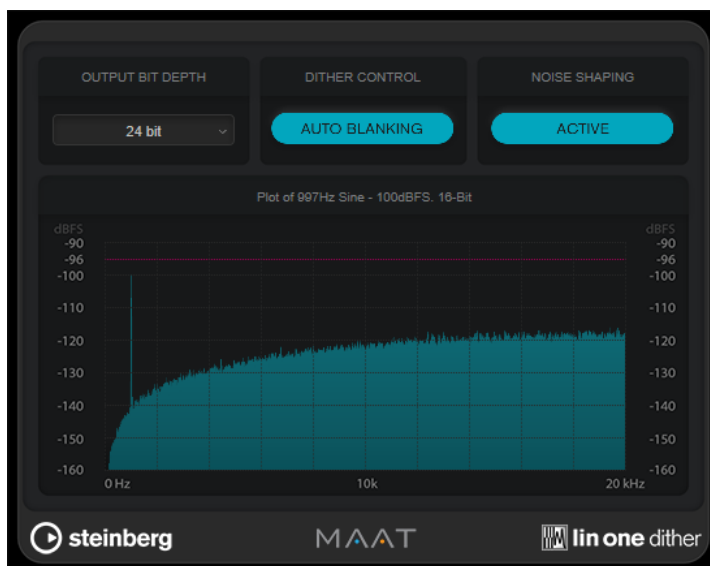 OUTPUT BIT DEPTH
DITHER CONTROL
NOISE SHAPING
24 bit
AUTO BLANKING
ACTIVE
Plot of 997Hz Sine - 100dBFS. 16-Bit
dBFS dBFS
-90 -90
-96 -96
-100 -100
-110 -110
-120 -120
-130 -130
-140 -140
-150 -150
-160 -160
0 Hz 10k 20 kHz
steinberg
MAAT
lin one dither